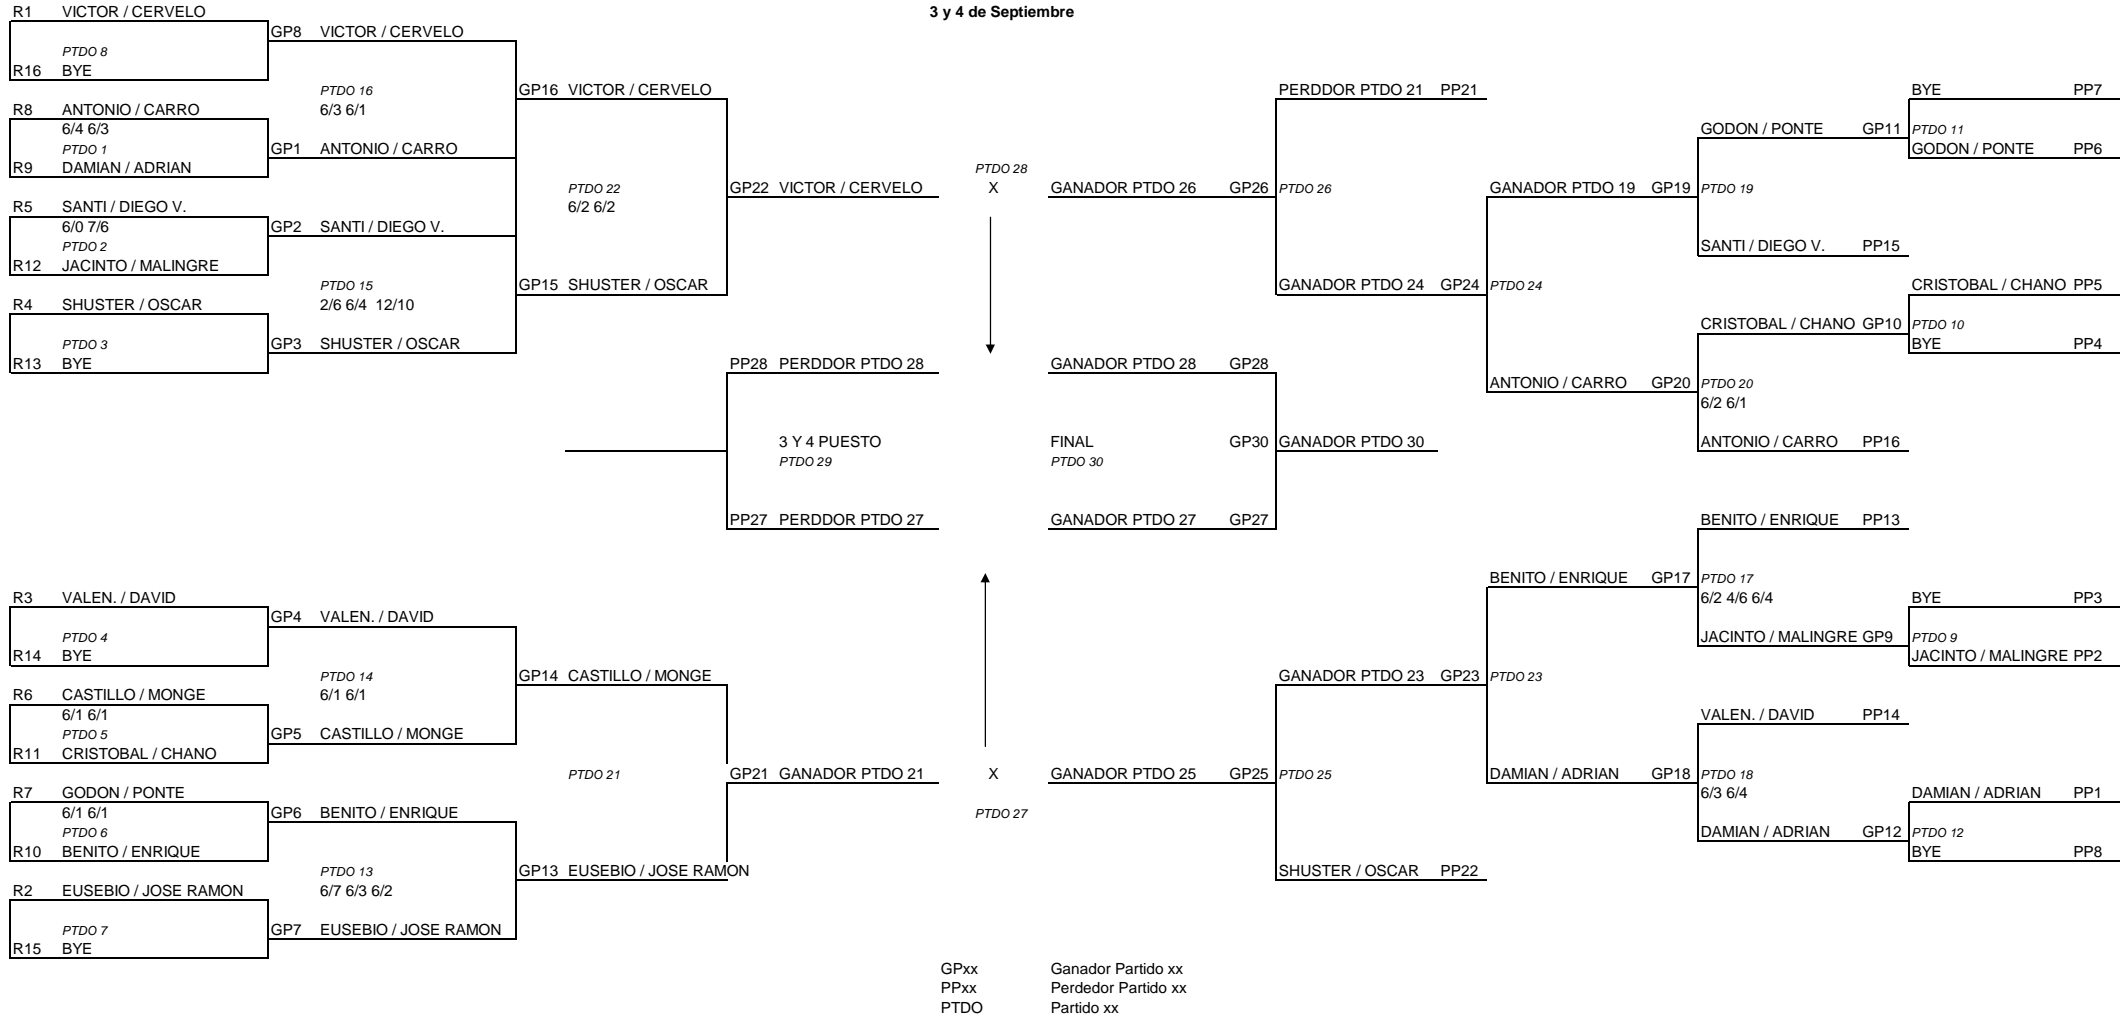 3 y 4 de Septiembre
R1 VICTOR / CERVELO
GP8 VICTOR / CERVELO
PTDO 8
R16 BYE
PTDO 16
6/3 6/1
GP16 VICTOR / CERVELO
R8 ANTONIO / CARRO
6/4 6/3
PTDO 1
GP1 ANTONIO / CARRO
R9 DAMIAN / ADRIAN
PTDO 22
6/2 6/2
GP22 VICTOR / CERVELO
R5 SANTI / DIEGO V.
6/0 7/6
GP2 SANTI / DIEGO V.
PTDO 2
R12 JACINTO / MALINGRE
PTDO 15
2/6 6/4 12/10
GP15 SHUSTER / OSCAR
R4 SHUSTER / OSCAR
PTDO 3
GP3 SHUSTER / OSCAR
R13 BYE
PTDO 28
X
GANADOR PTDO 26 GP26
PTDO 26
PERDDOR PTDO 21 PP21
GANADOR PTDO 24 GP24
PTDO 24
GANADOR PTDO 19 GP19
PTDO 19
GODON / PONTE GP11
PTDO 11
BYE PP7
GODON / PONTE PP6
SANTI / DIEGO V. PP15
CRISTOBAL / CHANO PP5
CRISTOBAL / CHANO GP10
PTDO 10
BYE PP4
ANTONIO / CARRO GP20
PTDO 20
6/2 6/1
ANTONIO / CARRO PP16
PP28 PERDDOR PTDO 28
GANADOR PTDO 28 GP28
3 Y 4 PUESTO
PTDO 29
FINAL
PTDO 30
GP30 GANADOR PTDO 30
PP27 PERDDOR PTDO 27
GANADOR PTDO 27 GP27
R3 VALEN. / DAVID
GP4 VALEN. / DAVID
PTDO 4
R14 BYE
PTDO 14
6/1 6/1
GP14 CASTILLO / MONGE
R6 CASTILLO / MONGE
6/1 6/1
PTDO 5
GP5 CASTILLO / MONGE
R11 CRISTOBAL / CHANO
PTDO 21
GP21 GANADOR PTDO 21
R7 GODON / PONTE
6/1 6/1
GP6 BENITO / ENRIQUE
PTDO 6
R10 BENITO / ENRIQUE
PTDO 13
6/7 6/3 6/2
GP13 EUSEBIO / JOSE RAMON
R2 EUSEBIO / JOSE RAMON
PTDO 7
GP7 EUSEBIO / JOSE RAMON
R15 BYE
X
PTDO 27
GANADOR PTDO 25 GP25
PTDO 25
GANADOR PTDO 23 GP23
PTDO 23
SHUSTER / OSCAR PP22
BENITO / ENRIQUE PP13
BENITO / ENRIQUE GP17
PTDO 17
6/2 4/6 6/4
BYE PP3
JACINTO / MALINGRE GP9
PTDO 9
JACINTO / MALINGRE PP2
VALEN. / DAVID PP14
DAMIAN / ADRIAN GP18
PTDO 18
6/3 6/4
DAMIAN / ADRIAN PP1
DAMIAN / ADRIAN GP12
PTDO 12
BYE PP8
GPxx Ganador Partido xx
PPxx Perdedor Partido xx
PTDO Partido xx